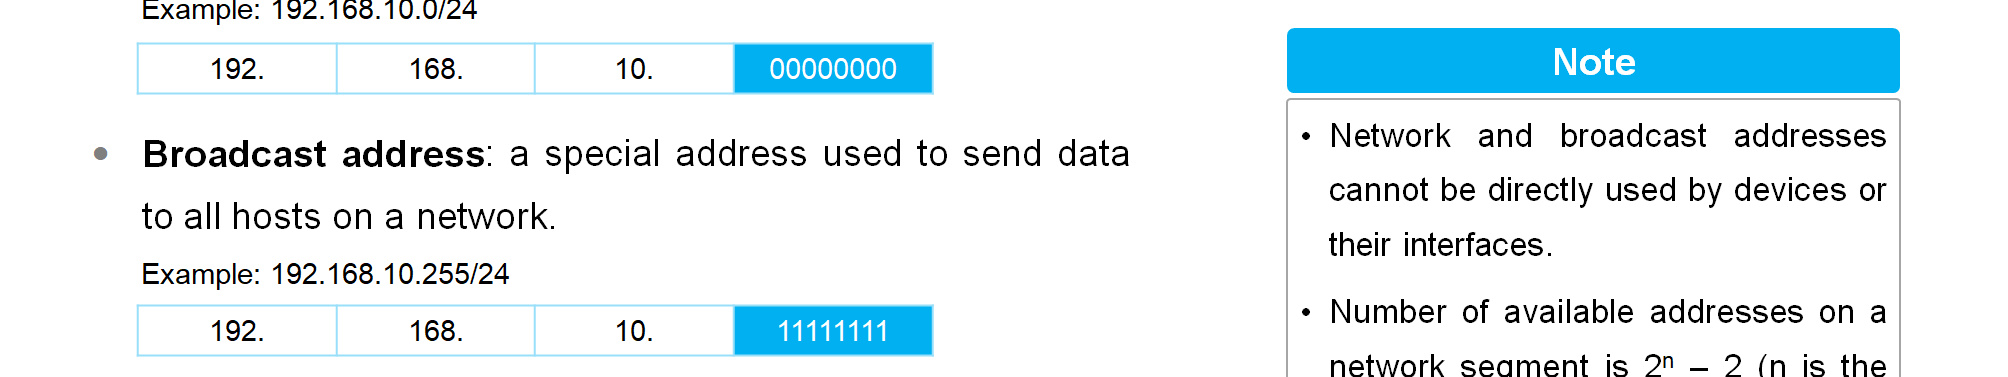 Example: 192.168.10.0/24
192. 168. 10. 00000000
• Broadcast address: a special address used to send data
to all hosts on a network.
Example: 192.168.10.255/24
192. 168. 10. 11111111
Note
• Network and broadcast addresses
cannot be directly used by devices or
their interfaces.
• Number of available addresses on a
network segment is 2ⁿ – 2 (n is the